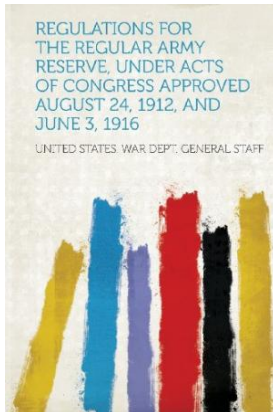 REGULATIONS FOR
THE REGULAR ARMY
RESERVE, UNDER ACTS
OF CONGRESS APPROVED
AUGUST 24, 1912, AND
JUNE 3, 1916
UNITED STATES. WAR DEPT. GENERAL STAFF